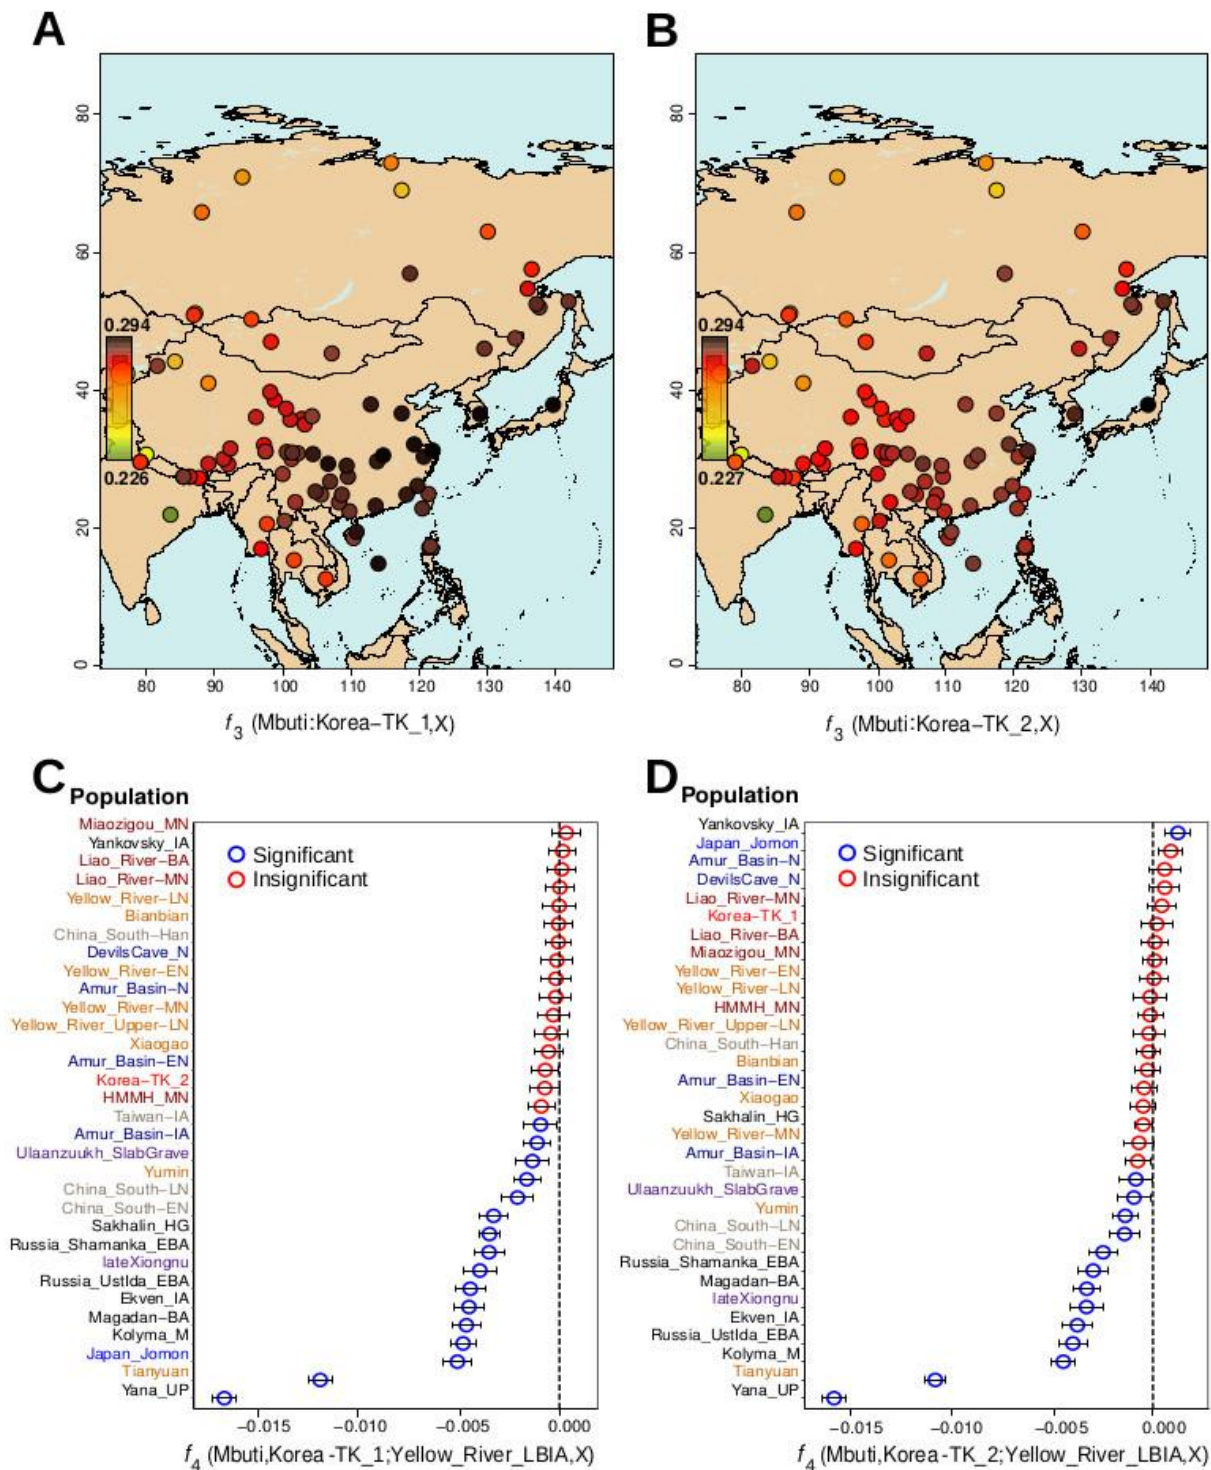 A
B
80
60
40
20
0
0.294
0.226
80 90 100 110 120 130 140
f3 (Mbuti:Korea−TK_1,X)
80
60
40
20
0
0.294
0.227
80 90 100 110 120 130 140
f3 (Mbuti:Korea−TK_2,X)
C
Population
Miaozigou_MN
Yankovsky_IA
Liao_River−BA
Liao_River−MN
Yellow_River−LN
Bianbian
China_South−Han
DevilsCave_N
Yellow_River−EN
Amur_Basin−N
Yellow_River−MN
Yellow_River_Upper−LN
Xiaogao
Amur_Basin−EN
Korea−TK_2
HMMH_MN
Taiwan−IA
Amur_Basin−IA
Ulaanzuukh_SlabGrave
Yumin
China_South−LN
China_South−EN
Sakhalin_HG
Russia_Shamanka_EBA
lateXiongnu
Russia_UstIda_EBA
Ekven_IA
Magadan−BA
Kolyma_M
Japan_Jomon
Tianyuan
Yana_UP
Significant
Insignificant
−0.015 −0.010 −0.005 0.000
f4 (Mbuti,Korea-TK_1;Yellow_River_LBIA,X)
D
Population
Yankovsky_IA
Japan_Jomon
Amur_Basin−N
DevilsCave_N
Liao_River−MN
Korea−TK_1
Liao_River−BA
Miaozigou_MN
Yellow_River−EN
Yellow_River−LN
HMMH_MN
Yellow_River_Upper−LN
China_South−Han
Bianbian
Amur_Basin−EN
Xiaogao
Sakhalin_HG
Yellow_River−MN
Amur_Basin−IA
Taiwan−IA
Ulaanzuukh_SlabGrave
Yumin
China_South−LN
China_South−EN
Russia_Shamanka_EBA
Magadan−BA
lateXiongnu
Ekven_IA
Russia_UstIda_EBA
Kolyma_M
Tianyuan
Yana_UP
Significant
Insignificant
−0.015 −0.010 −0.005 0.000
f4 (Mbuti,Korea-TK_2;Yellow_River_LBIA,X)